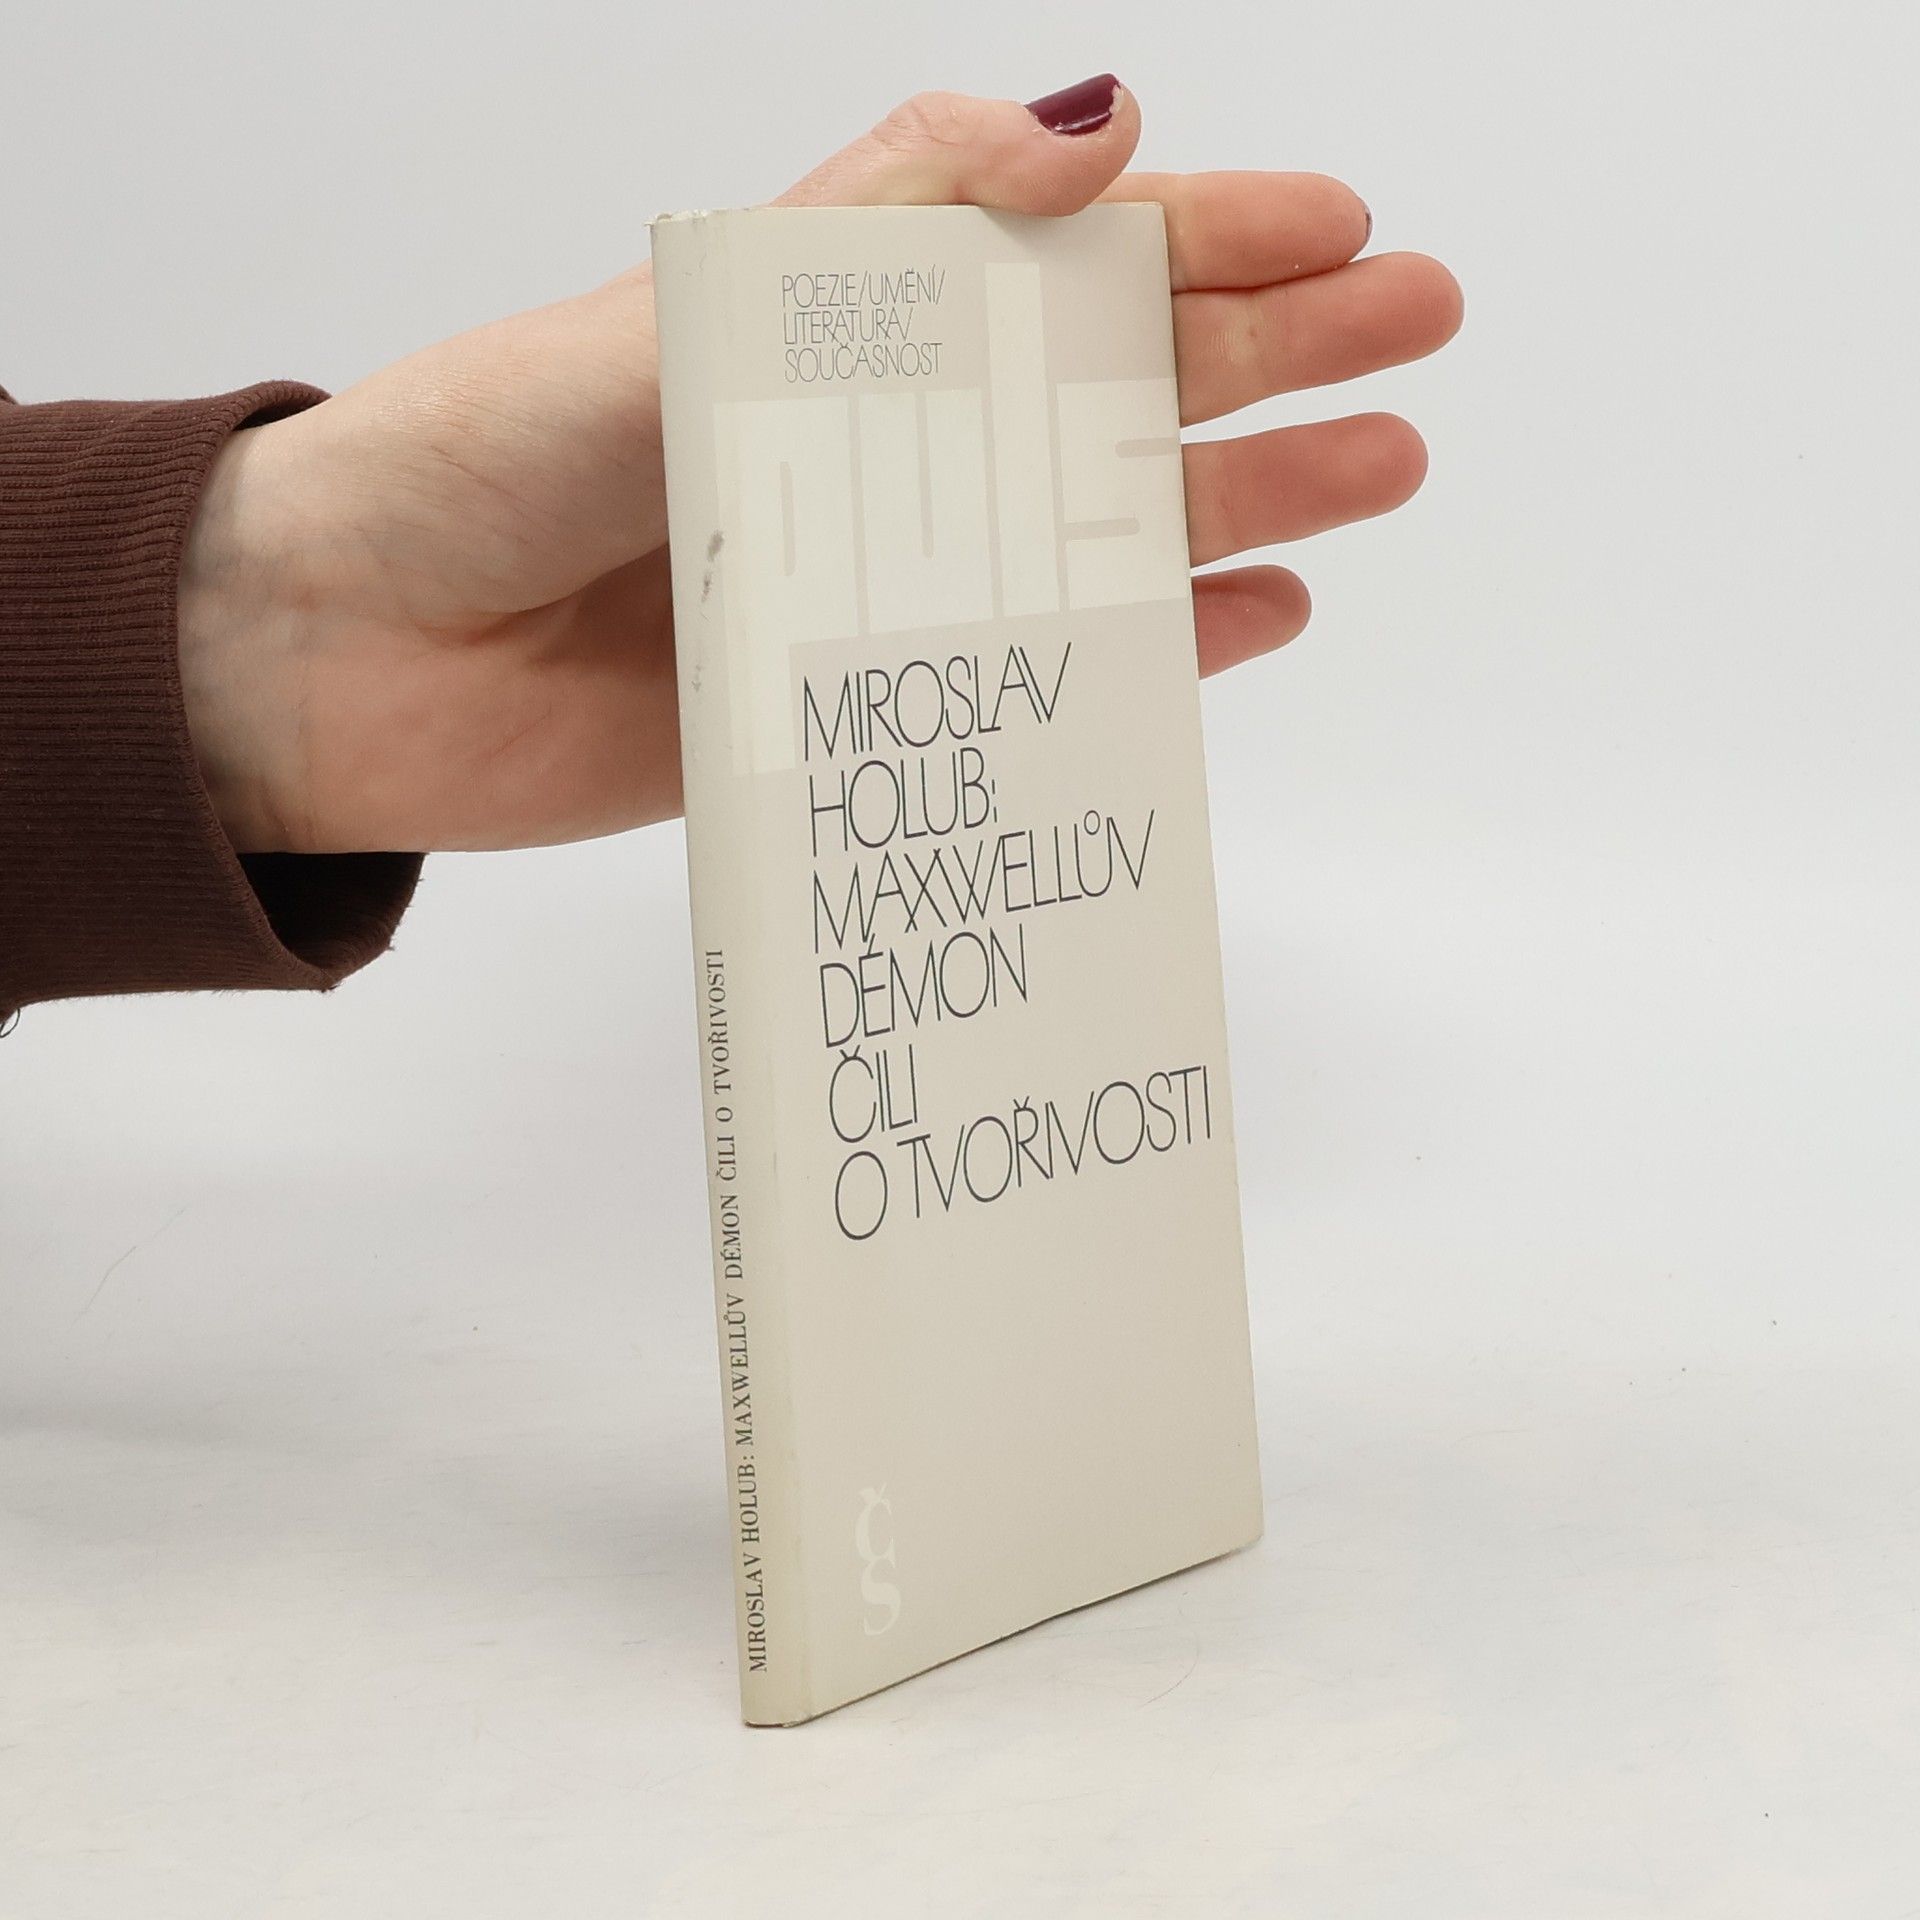 POEZIE/UMĚNÍ/
LITERATURA/
SOUČASNOST
puls
MIROSLAV
HOLUB:
MAXWELLŮV
DÉMON
ČILI
O TVOŘIVOSTI
ČS
MIROSLAV HOLUB: MAXWELLŮV DÉMON ČILI O TVOŘIVOSTI